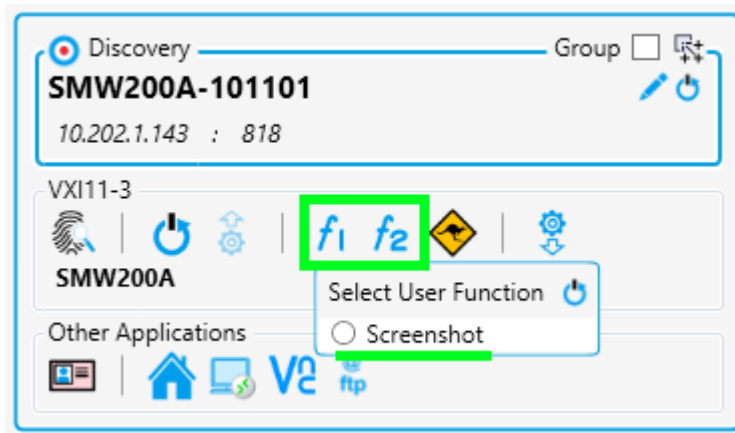 Discovery Group
SMW200A-101101
10.202.1.143 : 818
VXI11-3
f1 f2
SMW200A
Select User Function
Screenshot
Other Applications
ftp